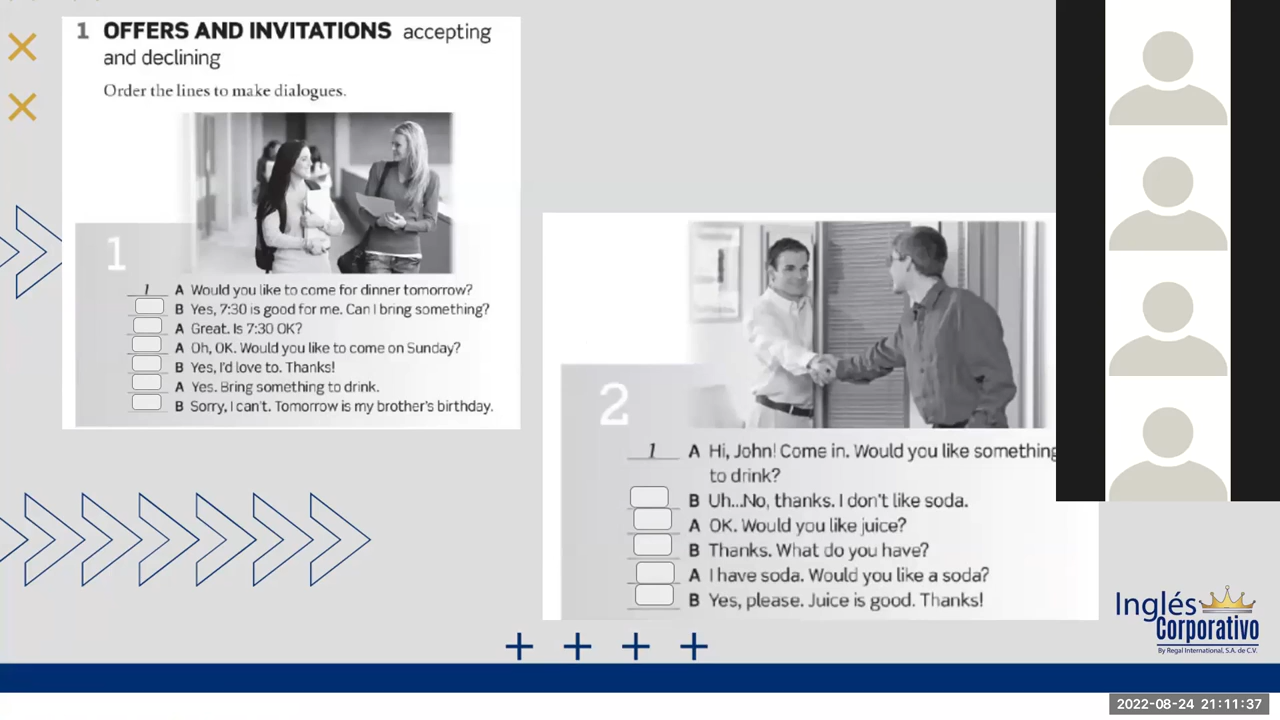 1 OFFERS AND INVITATIONS accepting
and declining
Order the lines to make dialogues.
1
1 A Would you like to come for dinner tomorrow?
B Yes, 7:30 is good for me. Can I bring something?
A Great. Is 7:30 OK?
A Oh, OK. Would you like to come on Sunday?
B Yes, I'd love to. Thanks!
A Yes. Bring something to drink.
B Sorry, I can't. Tomorrow is my brother's birthday.
2
1 A Hi, John! Come in. Would you like something
to drink?
B Uh...No, thanks. I don't like soda.
A OK. Would you like juice?
B Thanks. What do you have?
A I have soda. Would you like a soda?
B Yes, please. Juice is good. Thanks!
Inglés
Corporativo
By Regal International, S.A. de C.V.
2022-08-24 21:11:37